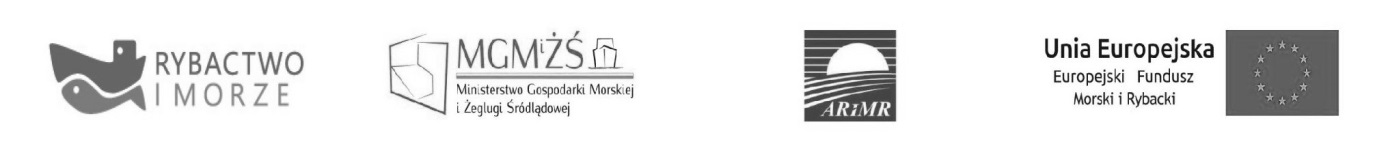 RYBACTWO
I MORZE
MGMiŻŚ
Ministerstwo Gospodarki Morskiej
i Żeglugi Śródlądowej
ARiMR
Unia Europejska
Europejski Fundusz
Morski i Rybacki